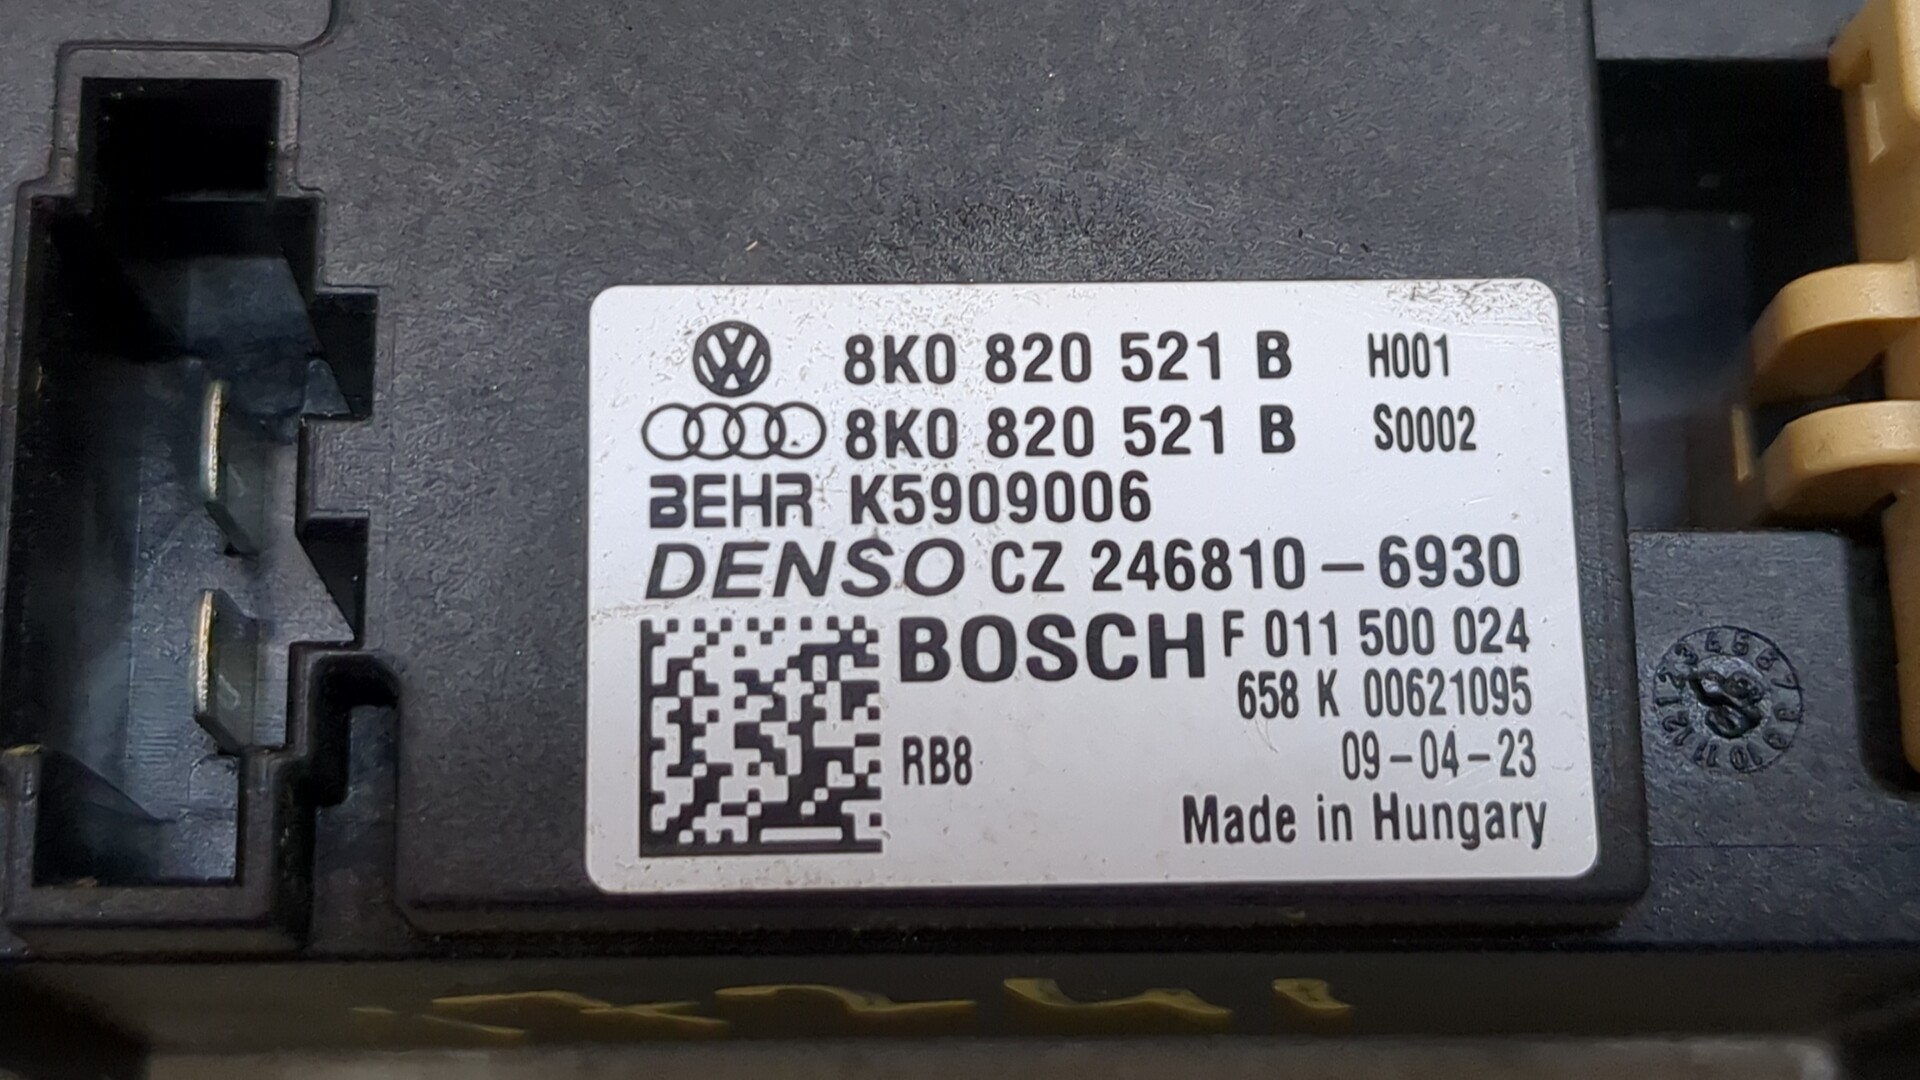 8K0 820 521 B H001
8K0 820 521 B S0002
BEHR K5909006
DENSO CZ 246810-6930
BOSCH F 011 500 024
658 K 00621095
RB8 09-04-23
Made in Hungary